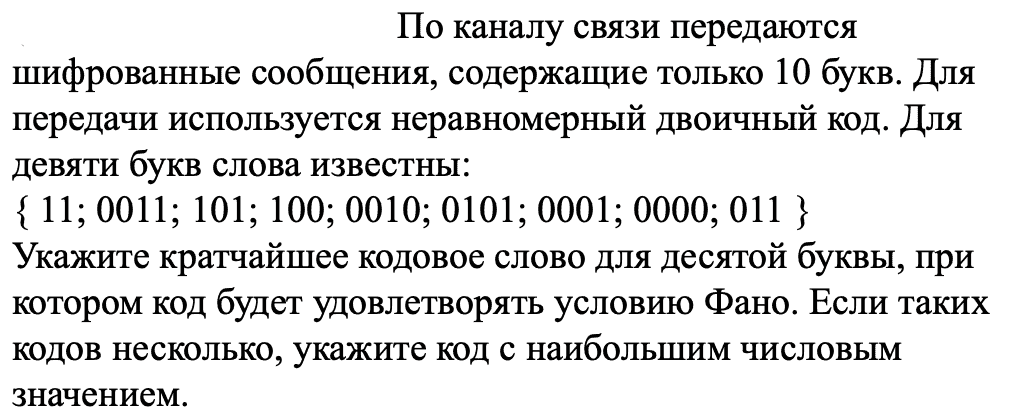 По каналу связи передаются
шифрованные сообщения, содержащие только 10 букв. Для
передачи используется неравномерный двоичный код. Для
девяти букв слова известны:
{ 11; 0011; 101; 100; 0010; 0101; 0001; 0000; 011 }
Укажите кратчайшее кодовое слово для десятой буквы, при
котором код будет удовлетворять условию Фано. Если таких
кодов несколько, укажите код с наибольшим числовым
значением.